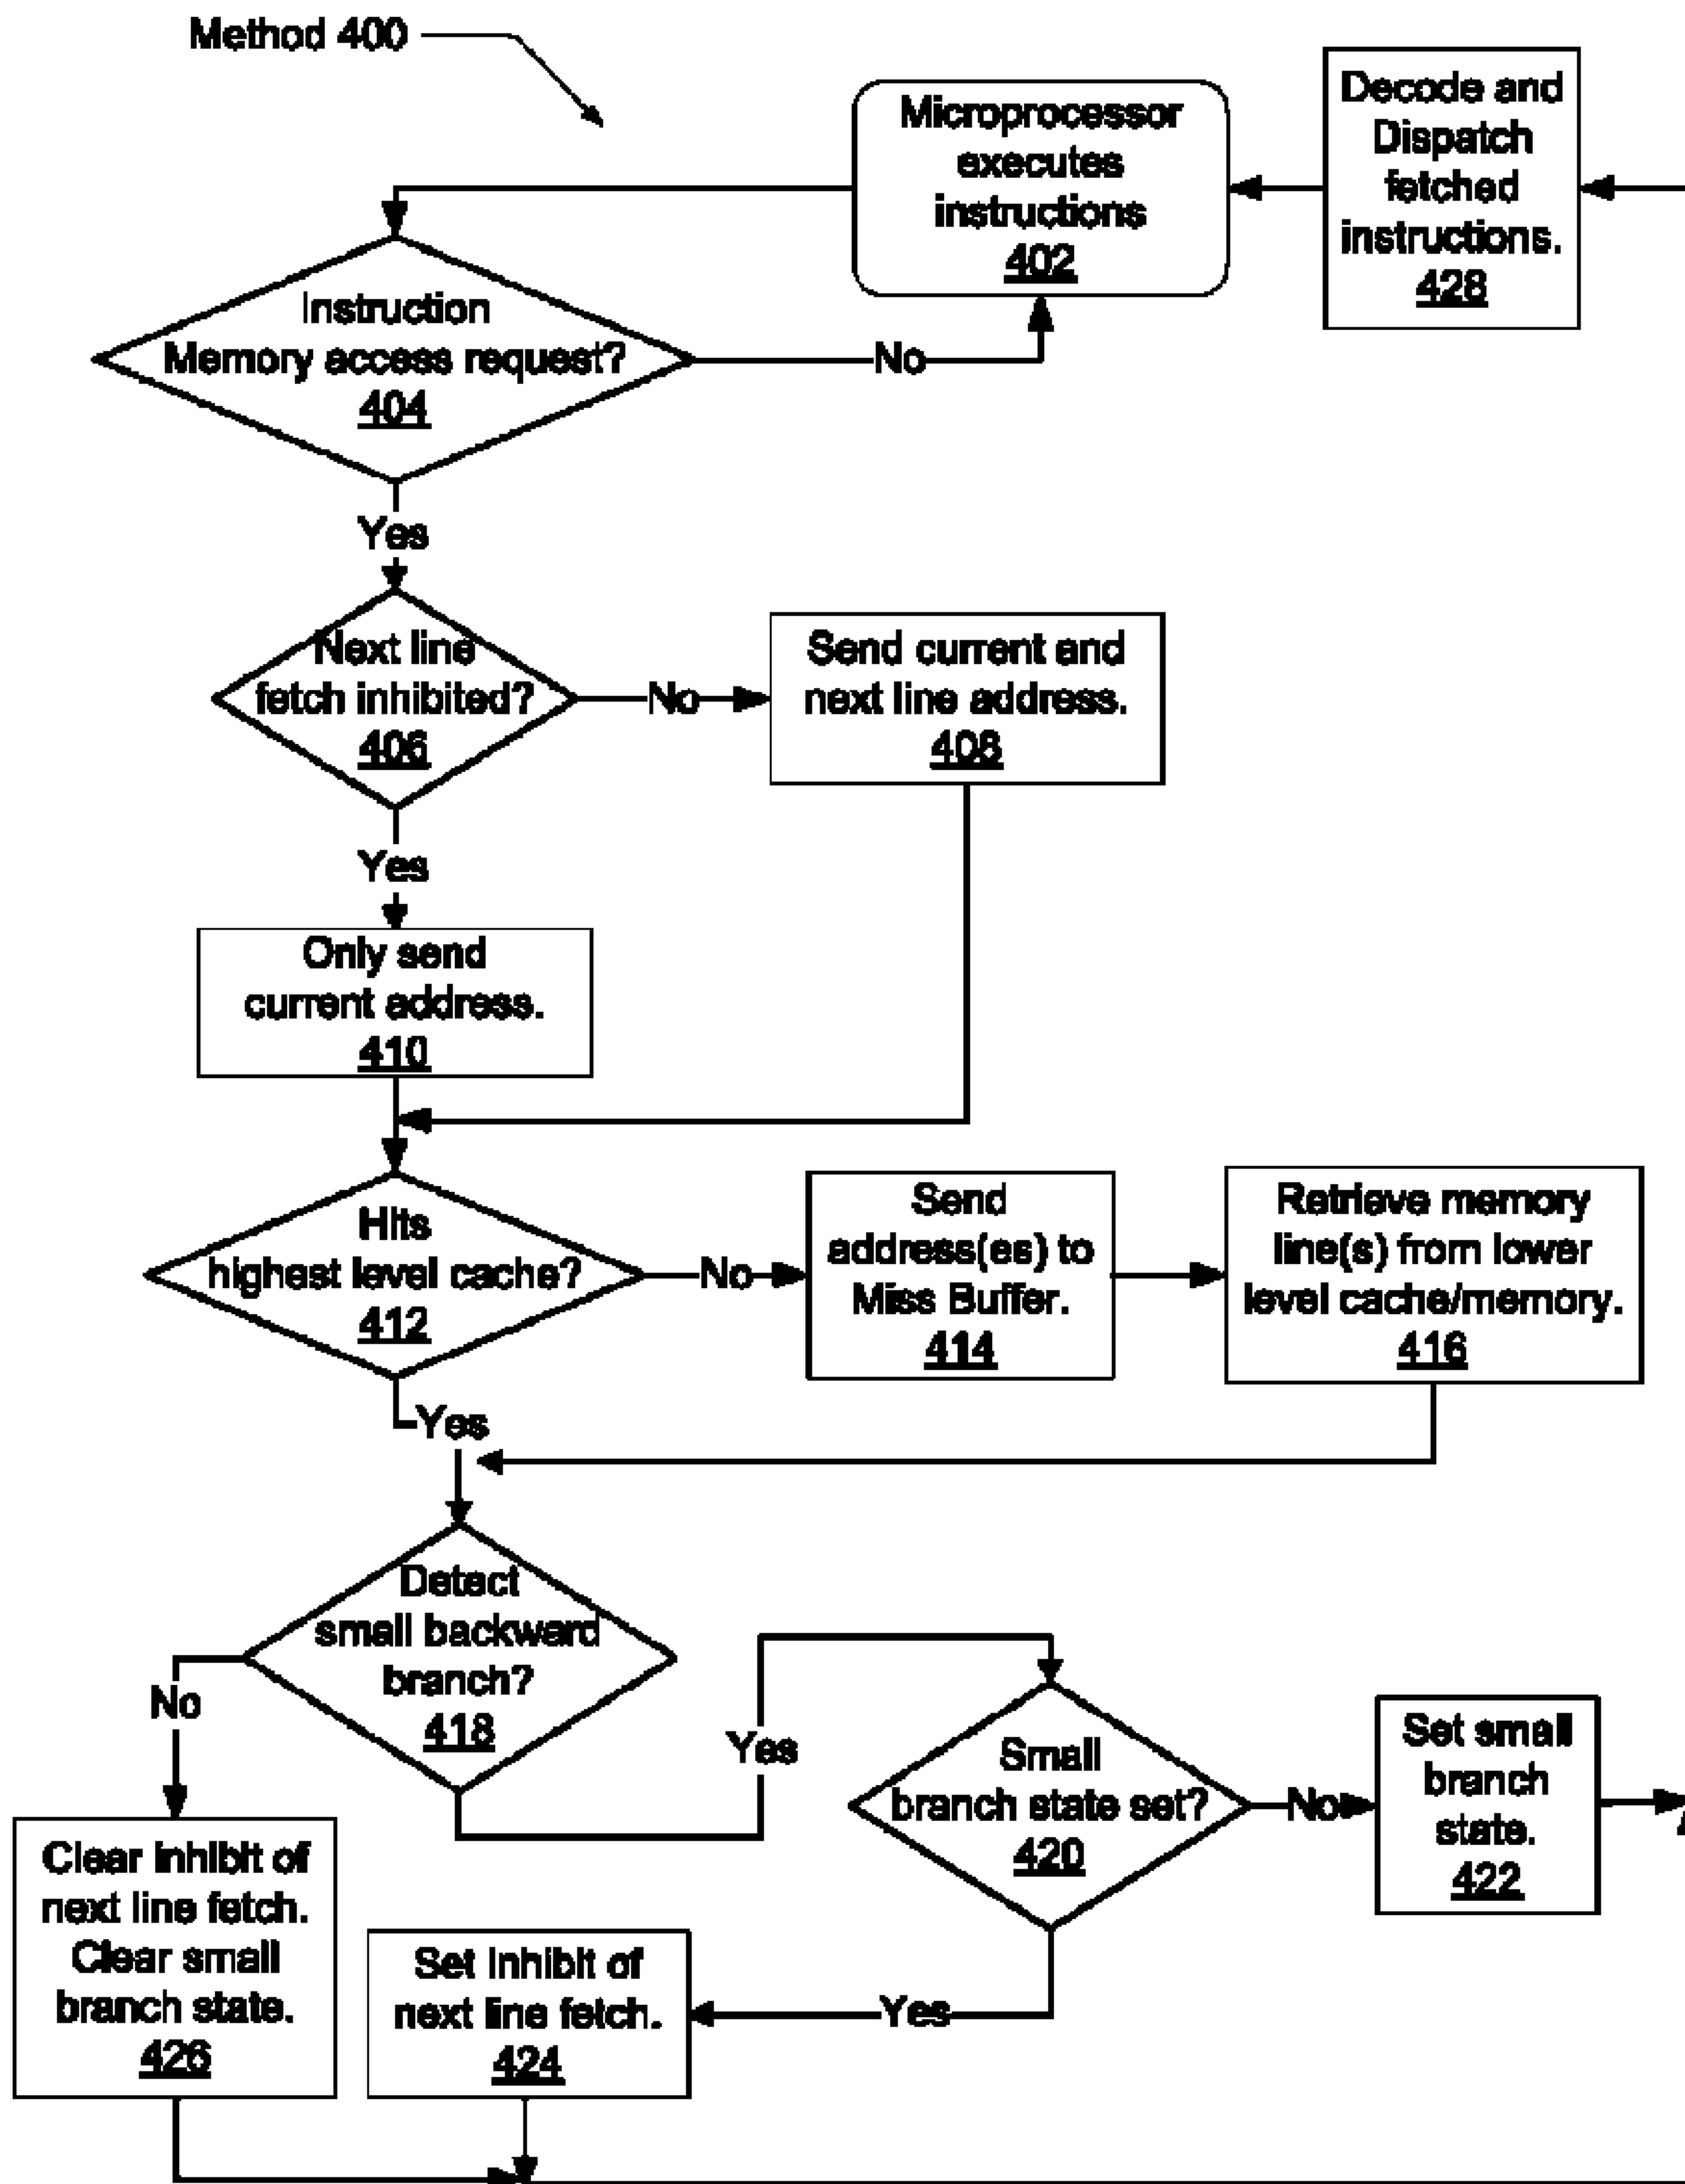 Method 400
Microprocessor
executes
instructions
402
Decode and
Dispatch
fetched
instructions.
428
Instruction
Memory access request?
404
No
Yes
Next line
fetch inhibited?
406
No
Send current and
next line address.
408
Yes
Only send
current address.
410
Hits
highest level cache?
412
No
Send
address(es) to
Miss Buffer.
414
Retrieve memory
line(s) from lower
level cache/memory.
416
Yes
Detect
small backward
branch?
418
No
Yes
Small
branch state set?
420
No
Set small
branch
state.
422
Clear inhibit of
next line fetch.
Clear small
branch state.
426
Set inhibit of
next line fetch.
424
Yes